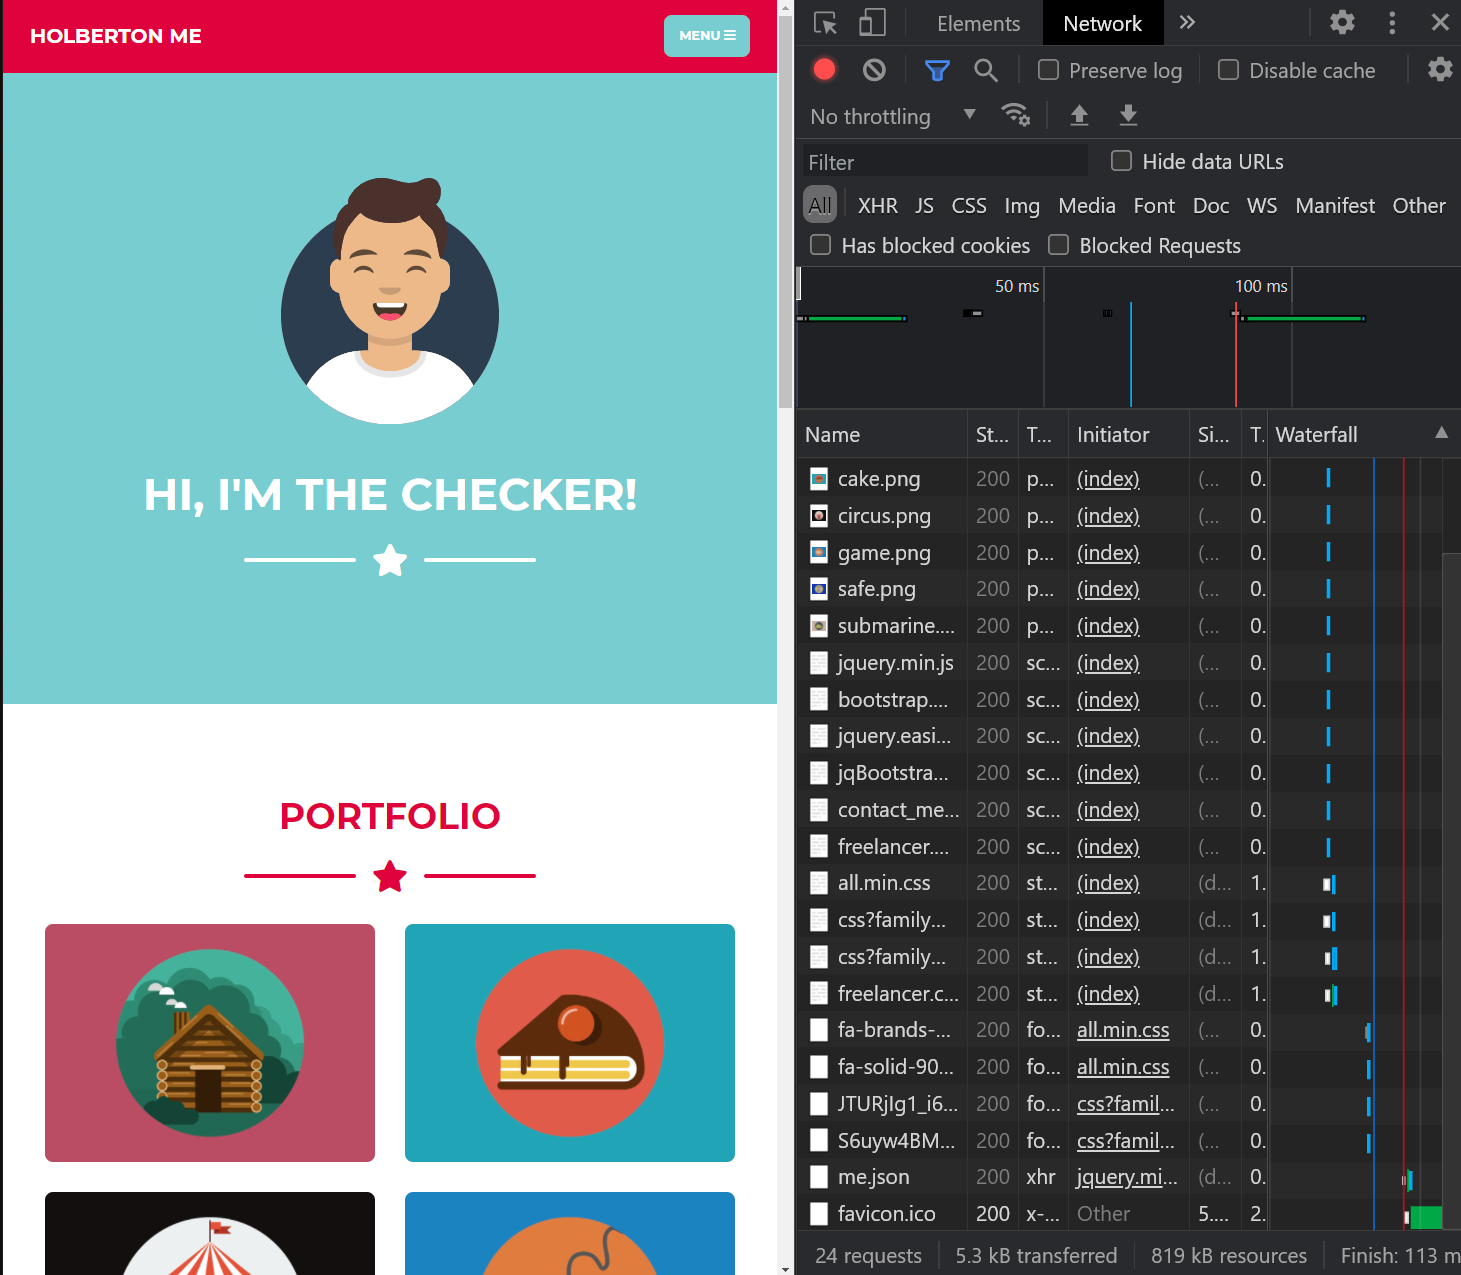 HOLBERTON ME
MENU
HI, I'M THE CHECKER!
PORTFOLIO
Elements Network
Preserve log Disable cache
No throttling
Filter Hide data URLs
All XHR JS CSS Img Media Font Doc WS Manifest Other
Has blocked cookies Blocked Requests
50 ms 100 ms
Name St... T... Initiator Si... T. Waterfall
cake.png 200 p... (index) (... 0.
circus.png 200 p... (index) (... 0.
game.png 200 p... (index) (... 0.
safe.png 200 p... (index) (... 0.
submarine.... 200 p... (index) (... 0.
jquery.min.js 200 sc... (index) (... 0.
bootstrap.... 200 sc... (index) (... 0.
jquery.easi... 200 sc... (index) (... 0.
jqBootstra... 200 sc... (index) (... 0.
contact_me... 200 sc... (index) (... 0.
freelancer.... 200 sc... (index) (... 0.
all.min.css 200 st... (index) (d... 1.
css?family... 200 st... (index) (d... 1.
css?family... 200 st... (index) (d... 1.
freelancer.c... 200 st... (index) (d... 1.
fa-brands-... 200 fo... all.min.css (... 0.
fa-solid-90... 200 fo... all.min.css (... 0.
JTURjIg1_i6... 200 fo... css?famil... (... 0.
S6uyw4BM... 200 fo... css?famil... (... 0.
me.json 200 xhr jquery.mi... (d... 0.
favicon.ico 200 x-... Other 5.... 2.
24 requests 5.3 kB transferred 819 kB resources Finish: 113 m